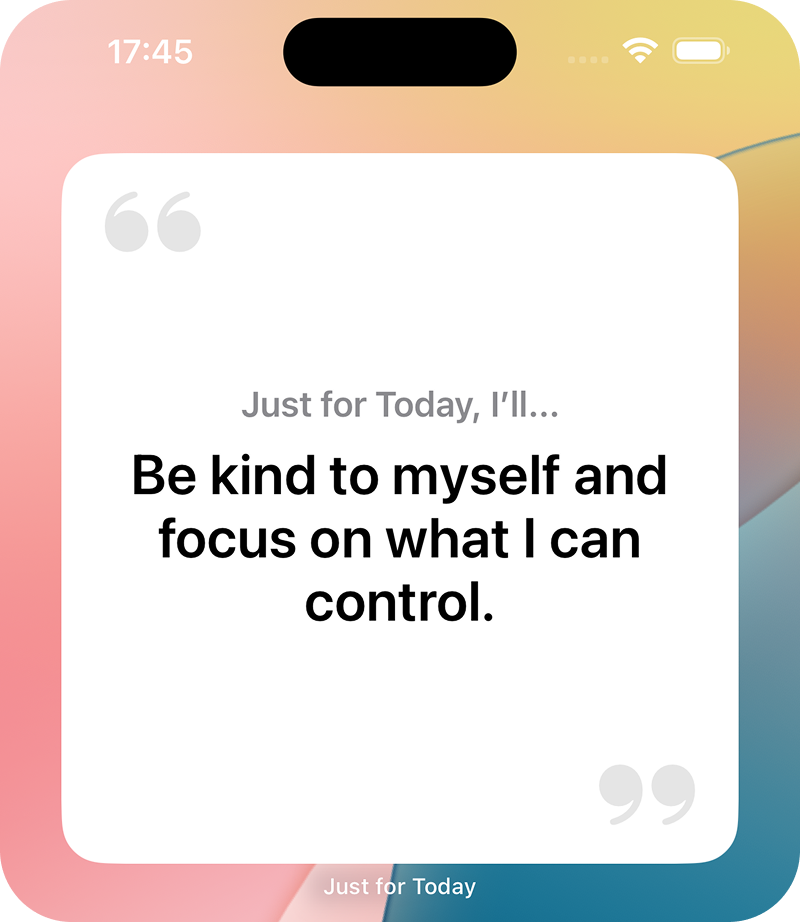 17:45
“
Just for Today, I’ll...
Be kind to myself and
focus on what I can
control.
”
Just for Today